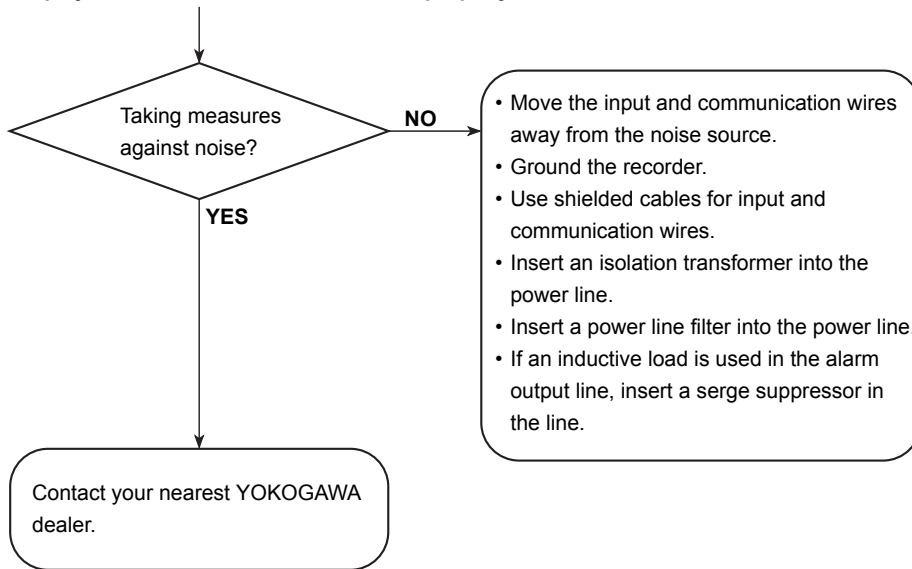 Taking measures
against noise?
NO
YES
• Move the input and communication wires
away from the noise source.
• Ground the recorder.
• Use shielded cables for input and
communication wires.
• Insert an isolation transformer into the
power line.
• Insert a power line filter into the power line.
• If an inductive load is used in the alarm
output line, insert a serge suppressor in
the line.
Contact your nearest YOKOGAWA
dealer.